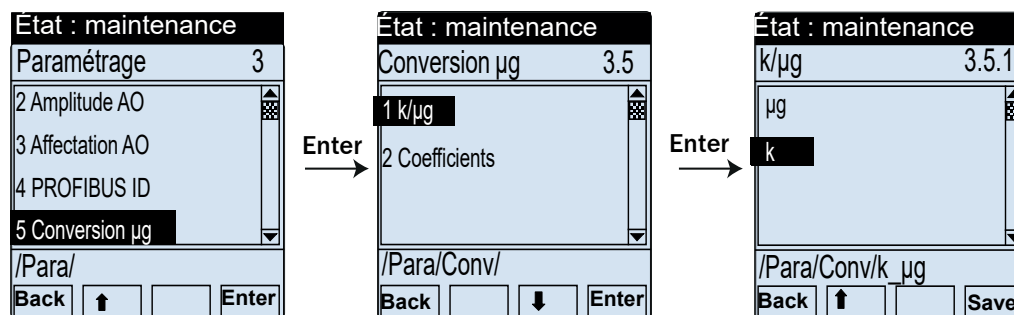 État : maintenance
Paramétrage 3
2 Amplitude AO
3 Affectation AO
4 PROFIBUS ID
5 Conversion µg
/Para/
Back ⬆ Enter
Enter
État : maintenance
Conversion µg 3.5
1 k/µg
2 Coefficients
/Para/Conv/
Back ⬇ Enter
Enter
État : maintenance
k/µg 3.5.1
µg
k
/Para/Conv/k_µg
Back ⬆ Save